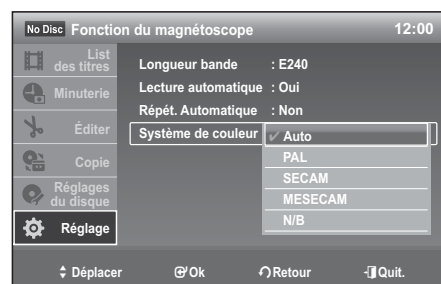 No Disc Fonction du magnétoscope 12:00
List
des titres
Minuterie
Éditer
Copie
Réglages
du disque
Réglage
Longueur bande : E240
Lecture automatique : Oui
Répét. Automatique : Non
Système de couleur ✓ Auto
PAL
SECAM
MESECAM
N/B
Déplacer Ok Retour Quit.